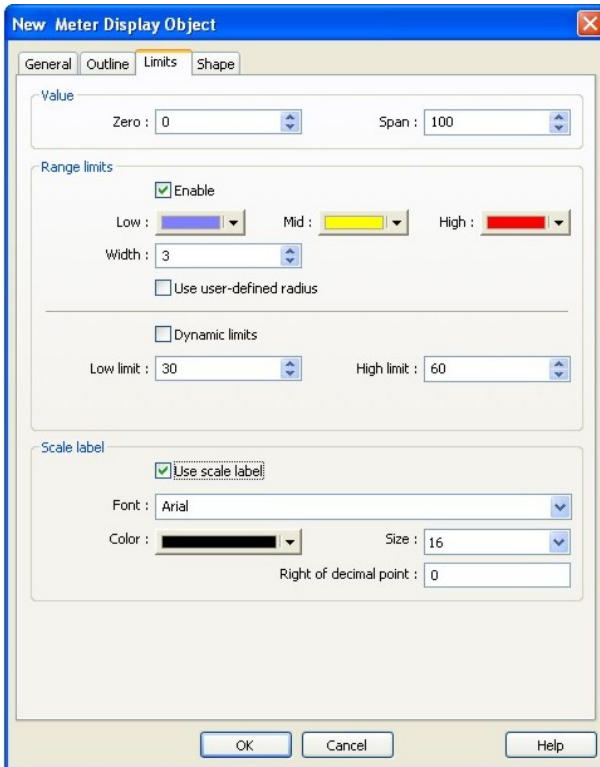 New Meter Display Object
General Outline Limits Shape
Value
Zero : 0 Span : 100
Range limits
Enable
Low : Mid : High :
Width : 3
Use user-defined radius
Dynamic limits
Low limit : 30 High limit : 60
Scale label
Use scale label
Font : Arial
Color : Size : 16
Right of decimal point : 0
OK Cancel Help